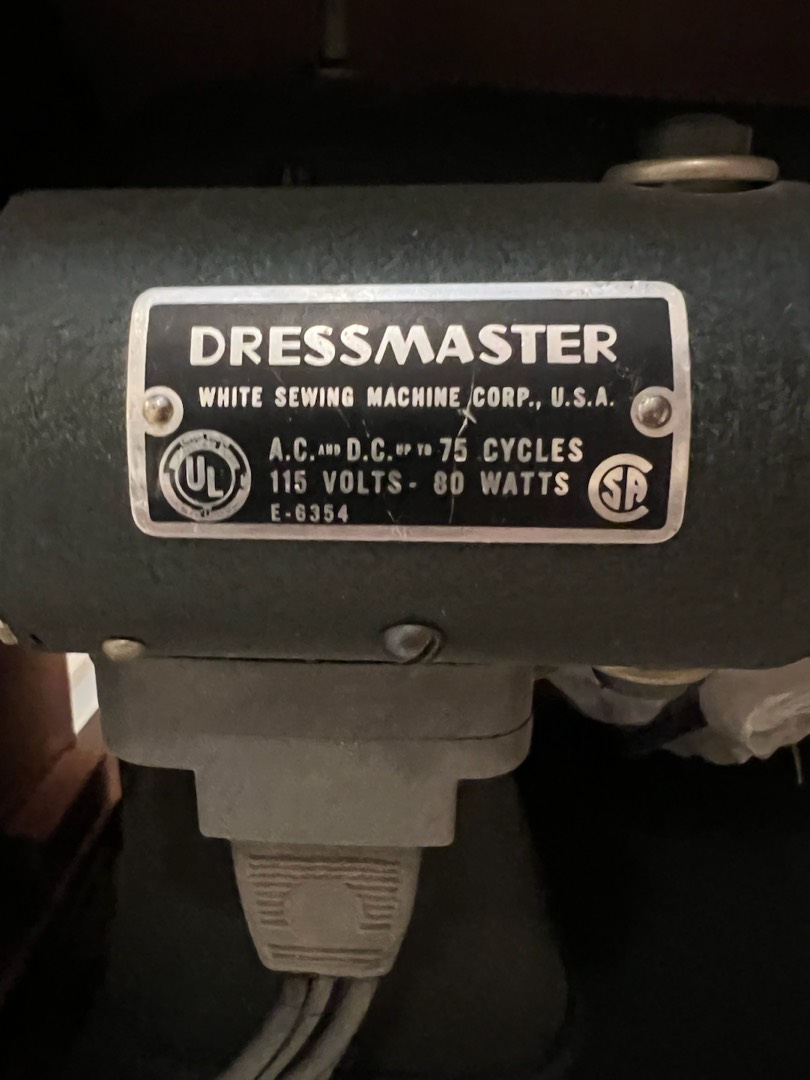 DRESSMASTER
WHITE SEWING MACHINE CORP., U.S.A.
A.C. AND D.C. UP TO 75 CYCLES
115 VOLTS - 80 WATTS
E-6354
UL
SA